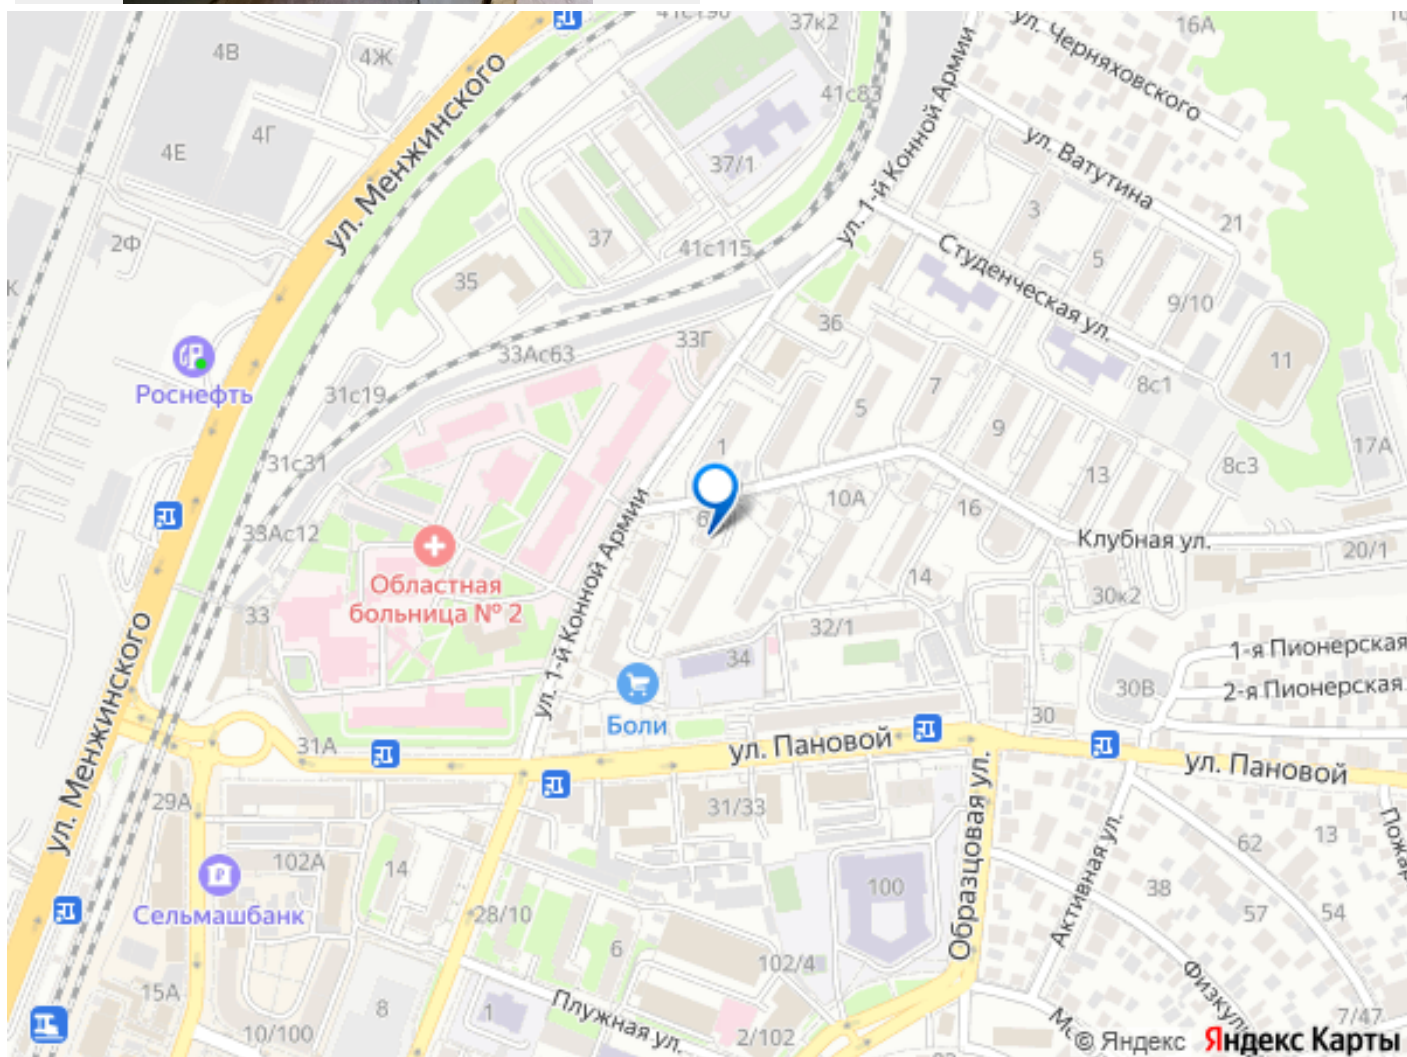 37к2
16А
ул. Черняховского
4В
4Ж
ул. Менжинского
41с83
ул. 1-й Конной Армии
4Г
4Е
37/1
ул. Ватутина
3
21
2Ф
37
41с115
Студенческая ул.
5
35
9/10
36
33Г
Роснефть
33Ас63
11
31с19
7
8с1
5
1
9
17А
31с31
13
8с3
10А
16
33Ас12
ул. 1-й Конной Армии
Клубная ул.
20/1
Областная
больница № 2
14
30к2
33
32/1
ул. Менжинского
34
1-я Пионерская
2-я Пионерская
30В
Боли
30
31А
ул. Пановой
ул. Пановой
29А
31/33
Образцовая ул.
62
13
102А
14
Активная ул.
100
38
Сельмашбанк
28/10
57
54
6
102/4
15А
8
1
Плужная ул.
10/100
2/102
7/47
© Яндекс Яндекс Карты